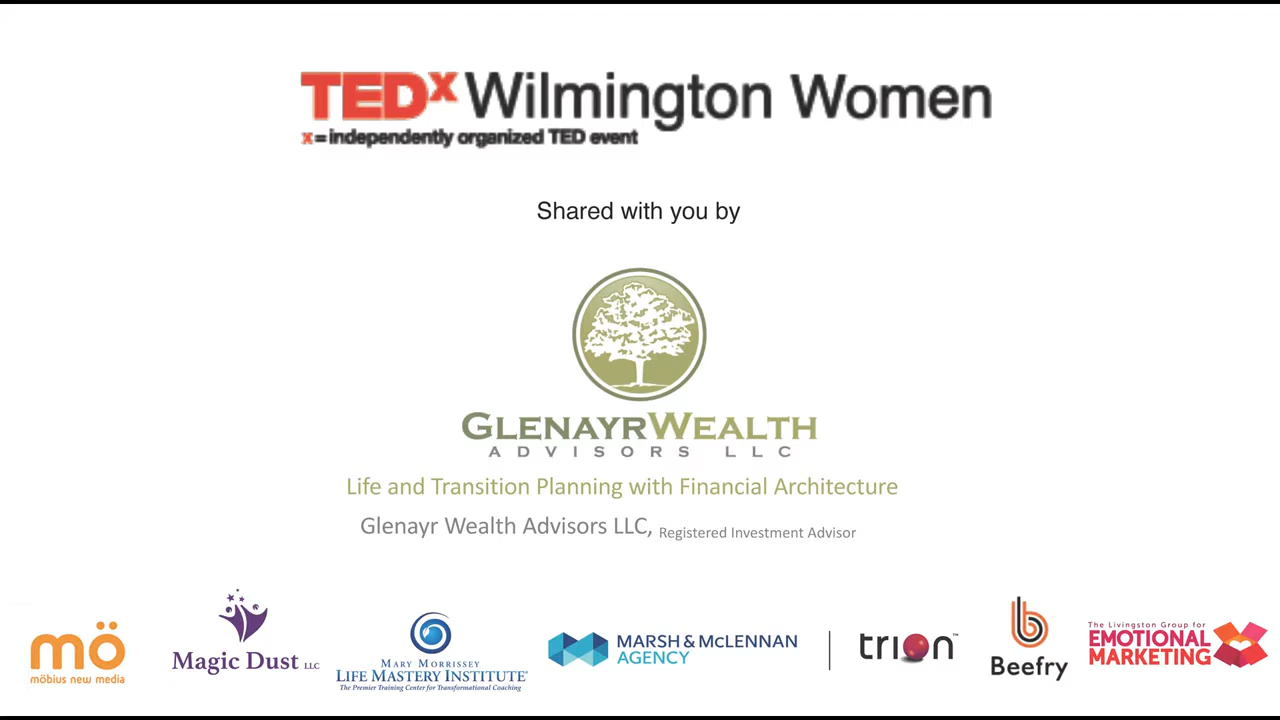 TEDx Wilmington Women
x = independently organized TED event
Shared with you by
GLENAYRWEALTH
ADVISORS LLC
Life and Transition Planning with Financial Architecture
Glenayr Wealth Advisors LLC, Registered Investment Advisor
mö
möbius new media
Magic Dust LLC
Mary Morrissey
Life Mastery Institute®
The Premier Training Center for Transformational Coaching
MARSH & McLENNAN
AGENCY
trion™
Beefry
The Livingston Group for
EMOTIONAL
MARKETING